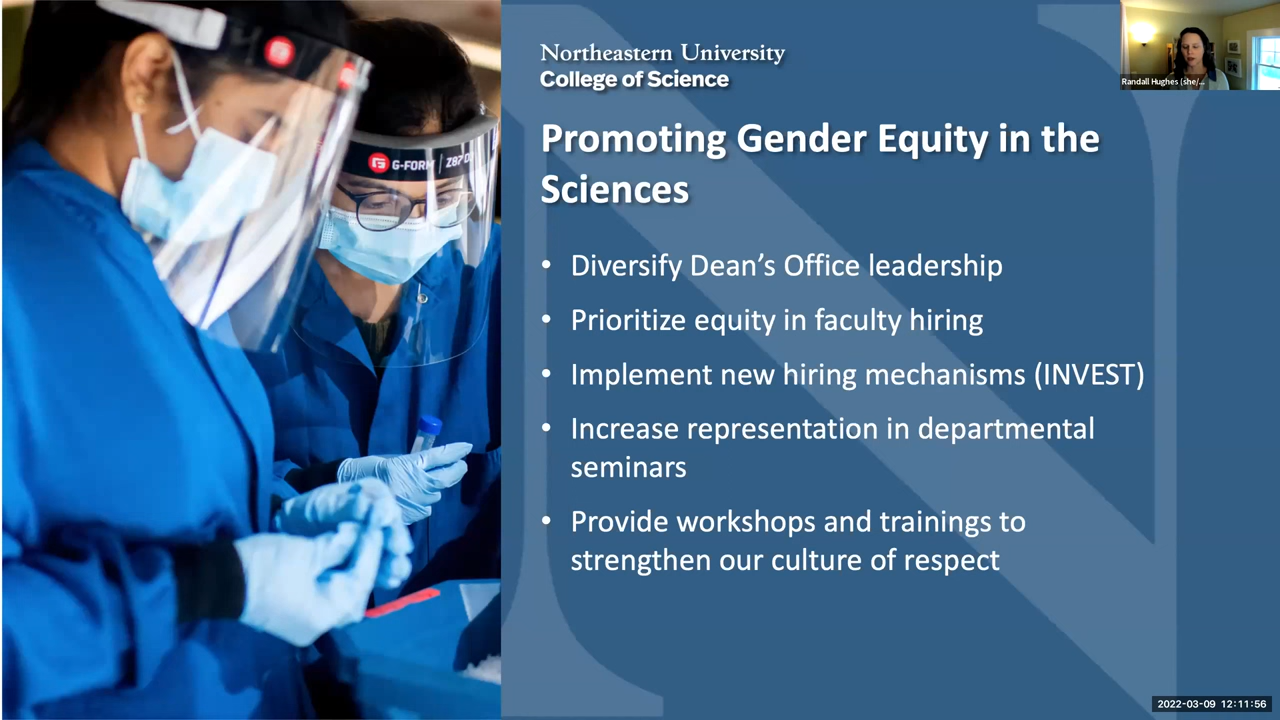 Northeastern University
College of Science
Randall Hughes (she/...
Promoting Gender Equity in the
Sciences
• Diversify Dean’s Office leadership
• Prioritize equity in faculty hiring
• Implement new hiring mechanisms (INVEST)
• Increase representation in departmental
seminars
• Provide workshops and trainings to
strengthen our culture of respect
G-FORM Z87
2022-03-09 12:11:56